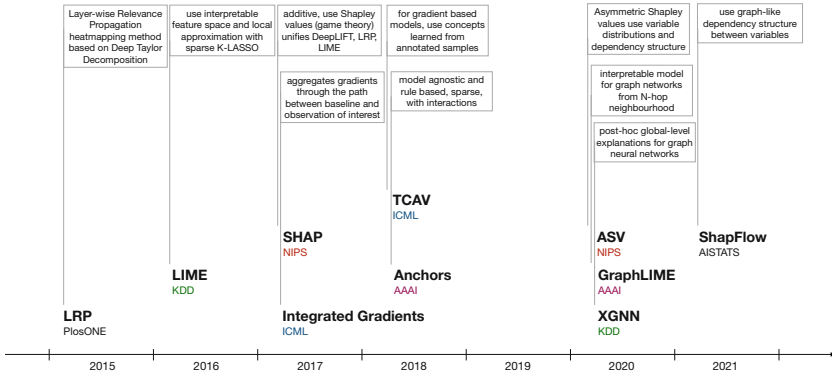 Layer-wise Relevance
Propagation
heatmapping method
based on Deep Taylor
Decomposition
use interpretable
feature space and local
approximation with
sparse K-LASSO
additive, use Shapley
values (game theory)
unifies DeepLIFT, LRP,
LIME
for gradient based
models, use concepts
learned from
annotated samples
Asymmetric Shapley
values use variable
distributions and
dependency structure
use graph-like
dependency structure
between variables
aggregates gradients
through the path
between baseline and
observation of interest
model agnostic and
rule based, sparse,
with interactions
interpretable model
for graph networks
from N-hop
neighbourhood
post-hoc global-level
explanations for graph
neural networks
TCAV
ICML
SHAP
NIPS
ASV
NIPS
ShapFlow
AISTATS
LIME
KDD
Anchors
AAAI
GraphLIME
AAAI
LRP
PlosONE
Integrated Gradients
ICML
XGNN
KDD
2015
2016
2017
2018
2019
2020
2021